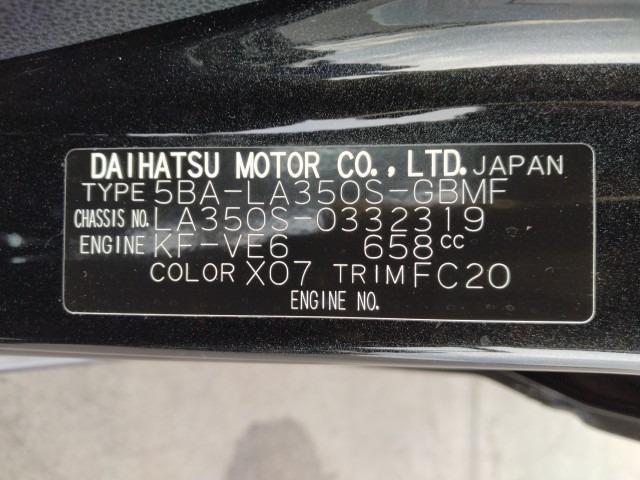 DAIHATSU MOTOR CO., LTD. JAPAN
TYPE 5BA-LA350S-GBMF
CHASSIS NO. LA350S-0332319
ENGINE KF-VE6 658cc
COLOR X07 TRIM FC20
ENGINE NO.